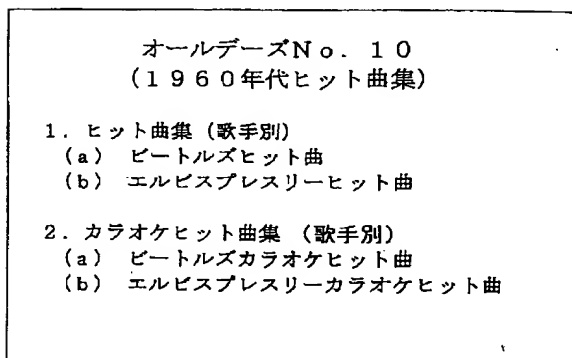 オールデーズNo. 10
(1960年代ヒット曲集)
1. ヒット曲集 (歌手別)
(a) ビートルズヒット曲
(b) エルビスプレスリーヒット曲
2. カラオケヒット曲集 (歌手別)
(a) ビートルズカラオケヒット曲
(b) エルビスプレスリーカラオケヒット曲